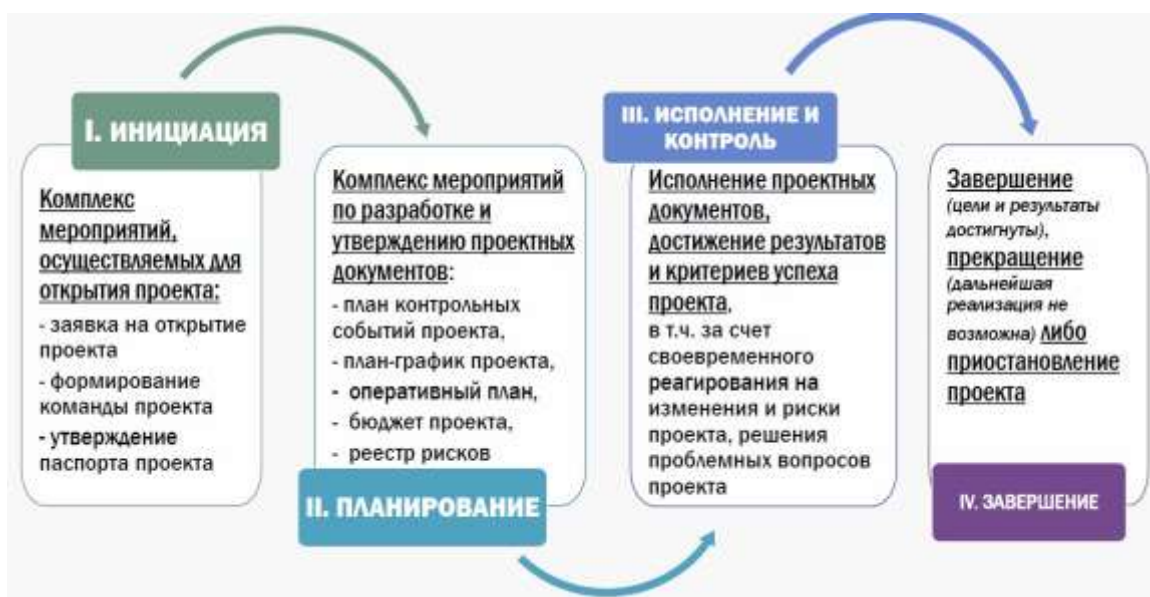 I. ИНИЦИАЦИЯ
Комплекс
мероприятий,
осуществляемых для
открытия проекта:
- заявка на открытие
проекта
- формирование
команды проекта
- утверждение
паспорта проекта
Комплекс мероприятий
по разработке и
утверждению проектных
документов:
- план контрольных
событий проекта,
- план-график проекта,
- оперативный план,
- бюджет проекта,
- реестр рисков
II. ПЛАНИРОВАНИЕ
III. ИСПОЛНЕНИЕ И
КОНТРОЛЬ
Исполнение проектных
документов,
достижение результатов
и критериев успеха
проекта,
в т.ч. за счет
своевременного
реагирования на
изменения и риски
проекта, решения
проблемных вопросов
проекта
Завершение
(цели и результаты
достигнуты),
прекращение
(дальнейшая
реализация не
возможна) либо
приостановление
проекта
IV. ЗАВЕРШЕНИЕ